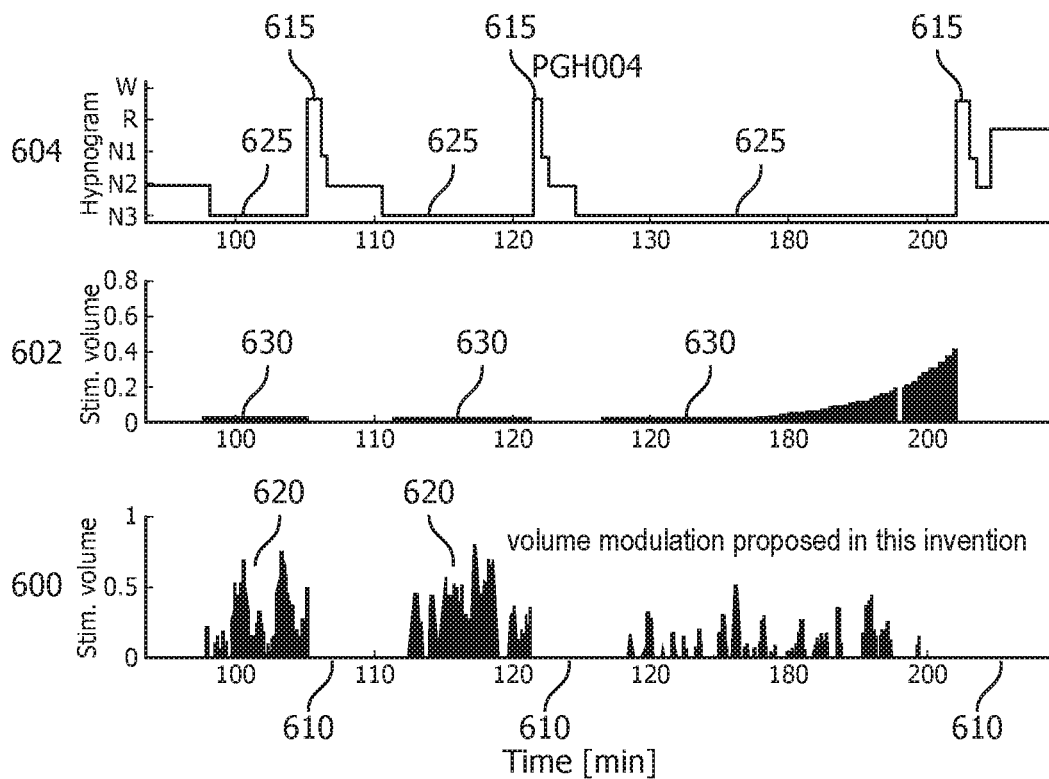 615 615 615
PGH004
W
R
N1
N2
N3
Hypnogram
604
625 625 625
100 110 120 130 180 200
0.8
0.6
0.4
0.2
0
Stim. volume
602
630 630 630
100 110 120 120 180 200
620 620
1
0.5
0
Stim. volume
600
volume modulation proposed in this invention
100 110 120 120 180 200
610 610 610
Time [min]